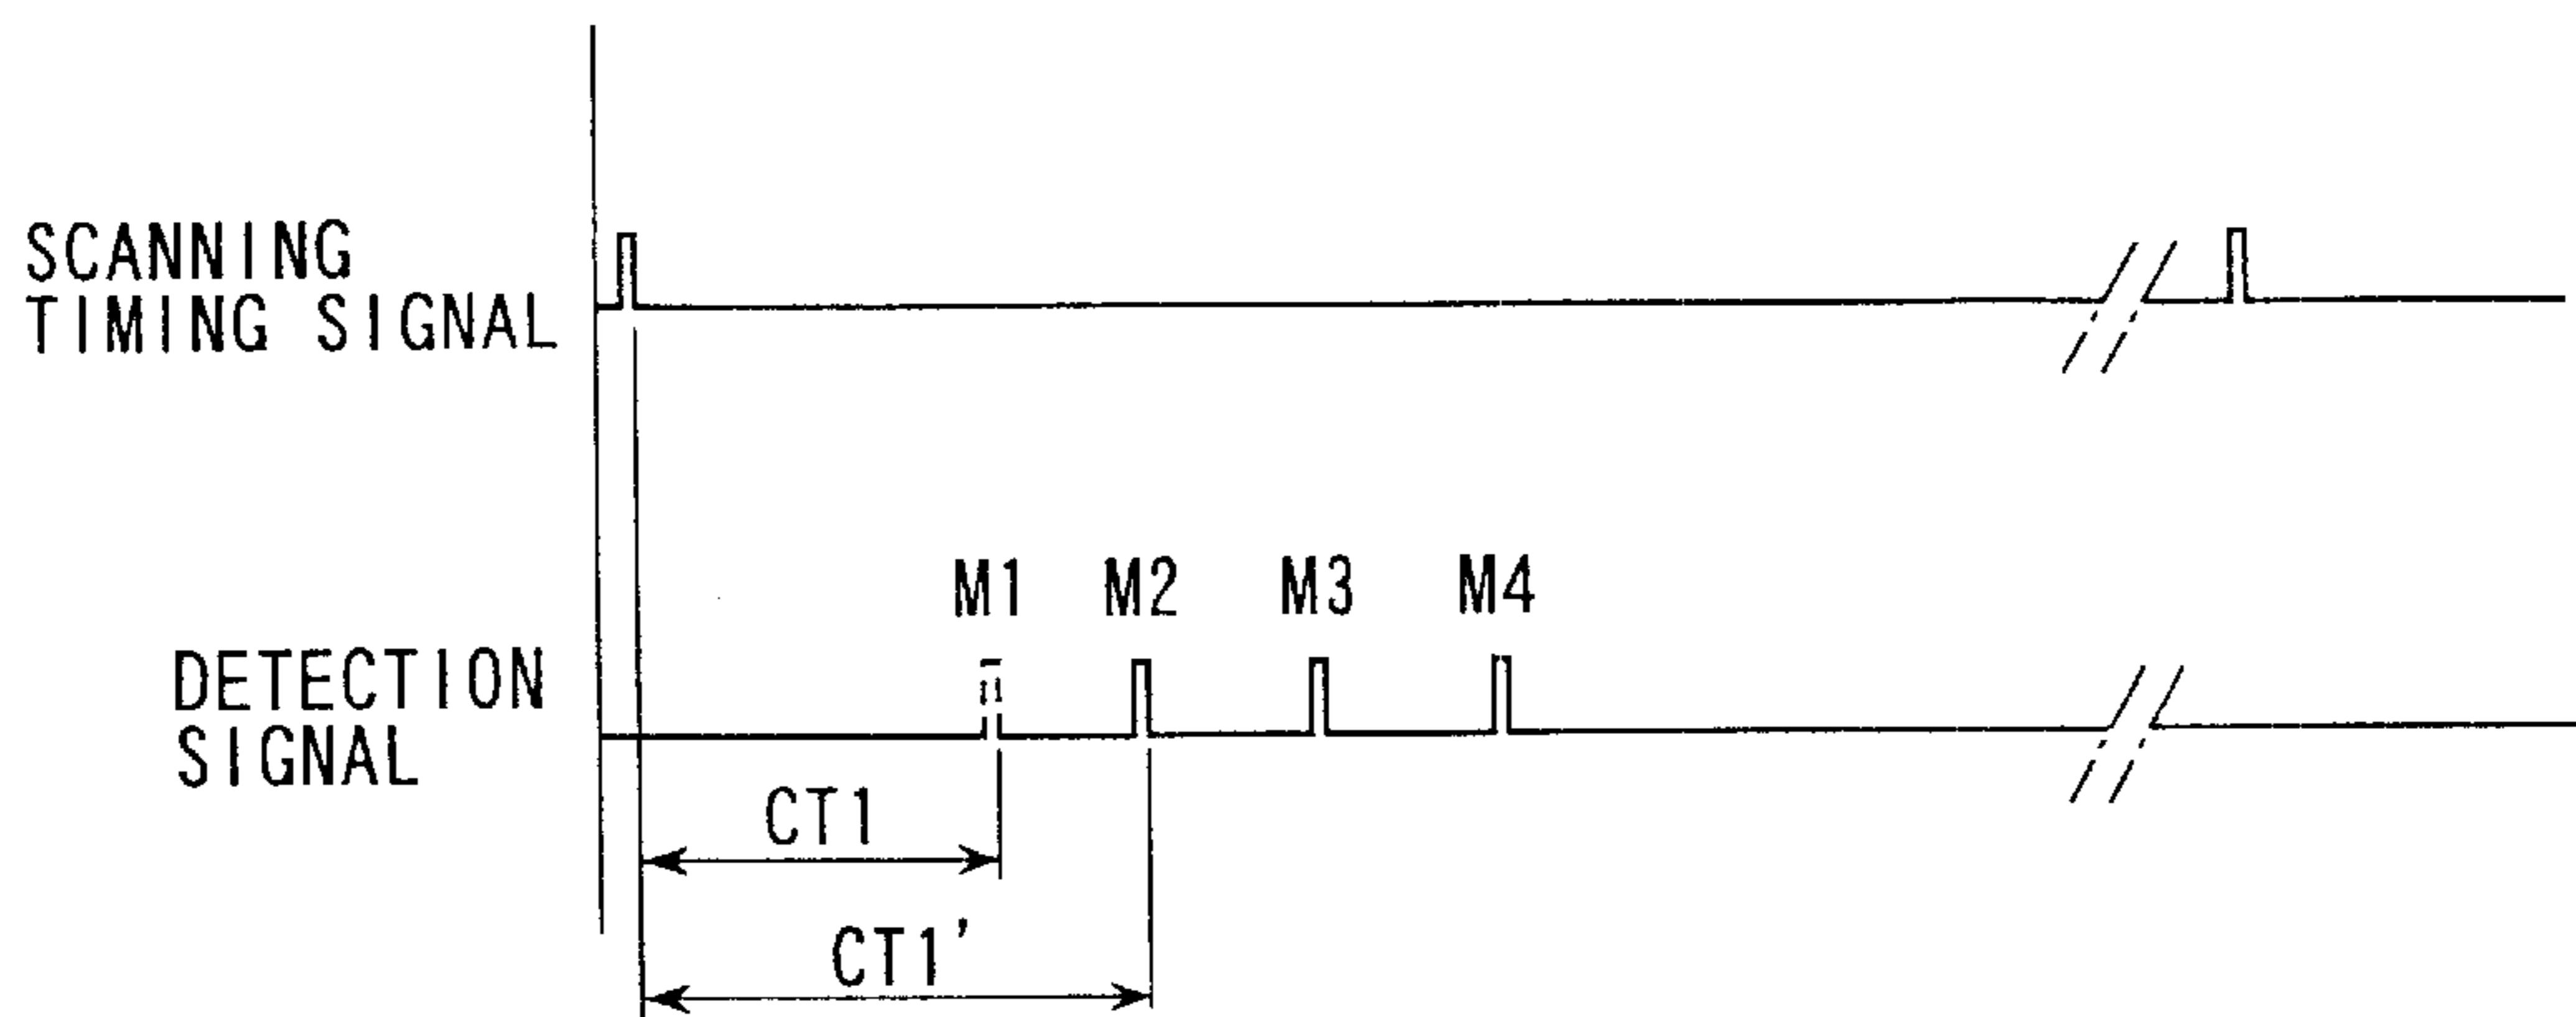 SCANNING
TIMING SIGNAL
M1 M2 M3 M4
DETECTION
SIGNAL
CT1
CT1'